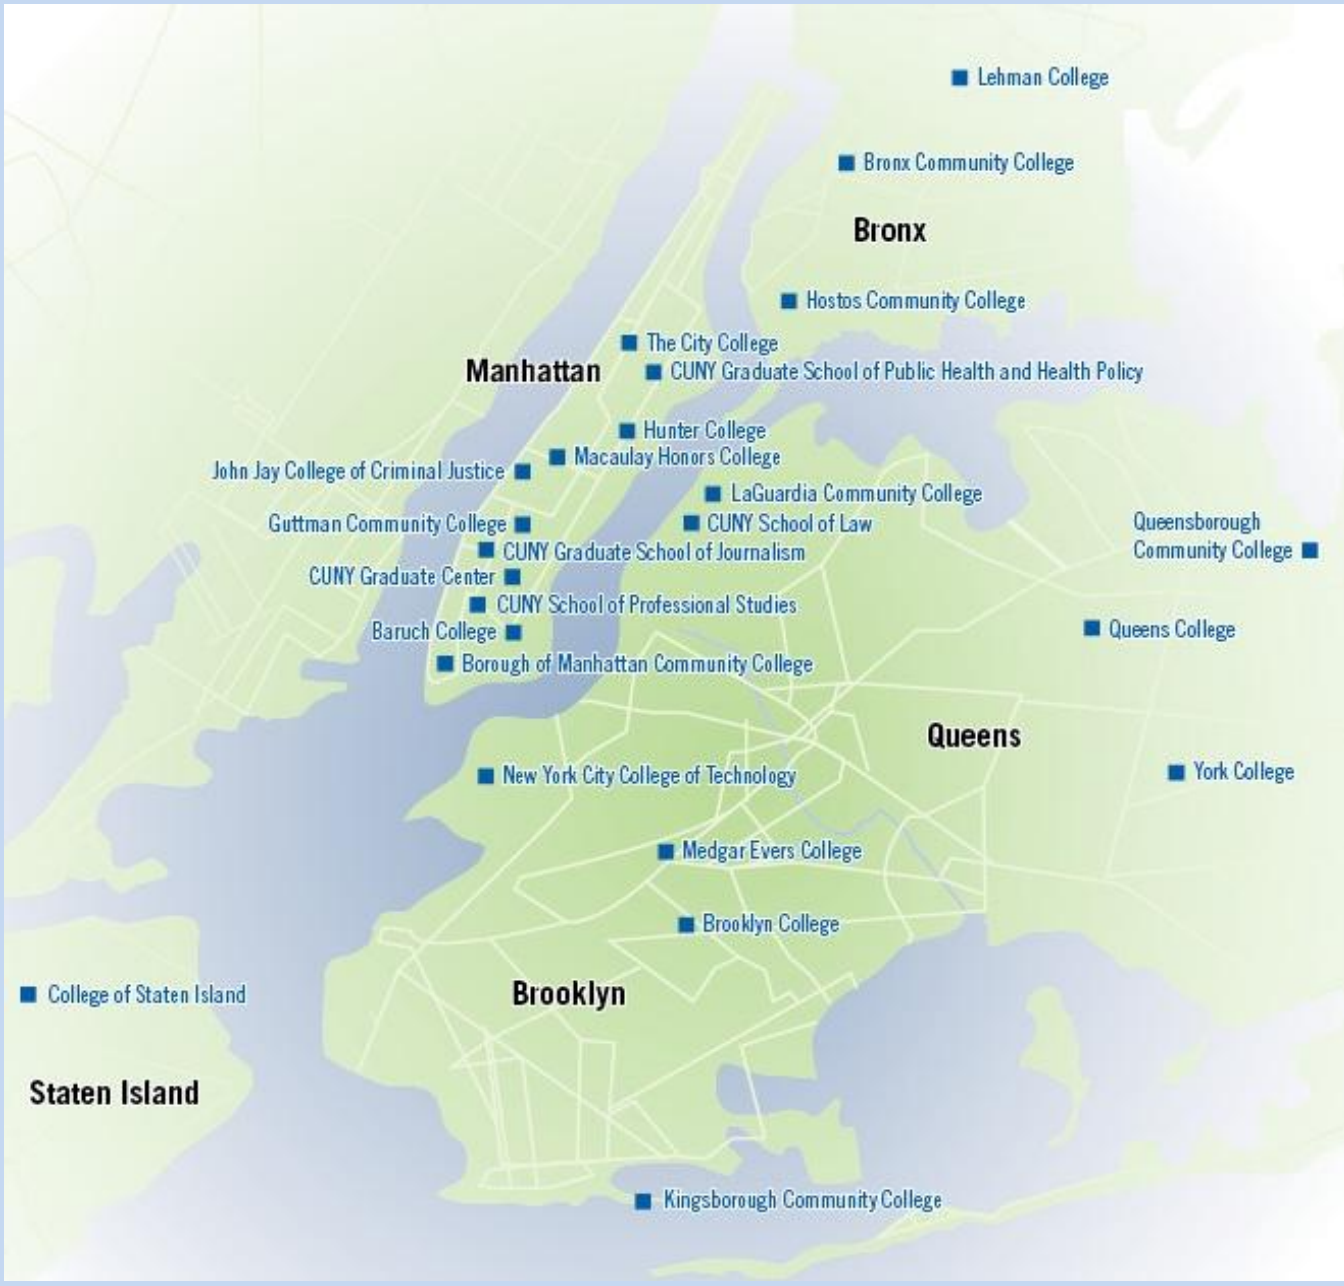 Lehman College
Bronx Community College
Bronx
Hostos Community College
The City College
Manhattan
CUNY Graduate School of Public Health and Health Policy
Hunter College
Macaulay Honors College
John Jay College of Criminal Justice
LaGuardia Community College
Guttman Community College
CUNY School of Law
Queensborough
Community College
CUNY Graduate School of Journalism
CUNY Graduate Center
CUNY School of Professional Studies
Baruch College
Queens College
Borough of Manhattan Community College
Queens
New York City College of Technology
York College
Medgar Evers College
Brooklyn College
Brooklyn
College of Staten Island
Staten Island
Kingsborough Community College